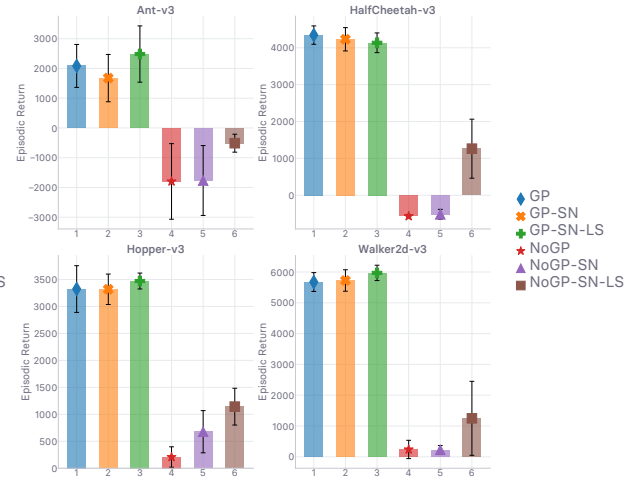 Ant-v3
3000
2000
1000
0
−1000
−2000
−3000
Episodic Return
1 2 3 4 5 6
HalfCheetah-v3
4000
3000
2000
1000
0
Episodic Return
1 2 3 4 5 6
Hopper-v3
3500
3000
2500
2000
1500
1000
500
0
Episodic Return
1 2 3 4 5 6
Walker2d-v3
6000
5000
4000
3000
2000
1000
0
Episodic Return
1 2 3 4 5 6
GP
GP-SN
GP-SN-LS
NoGP
NoGP-SN
NoGP-SN-LS
S